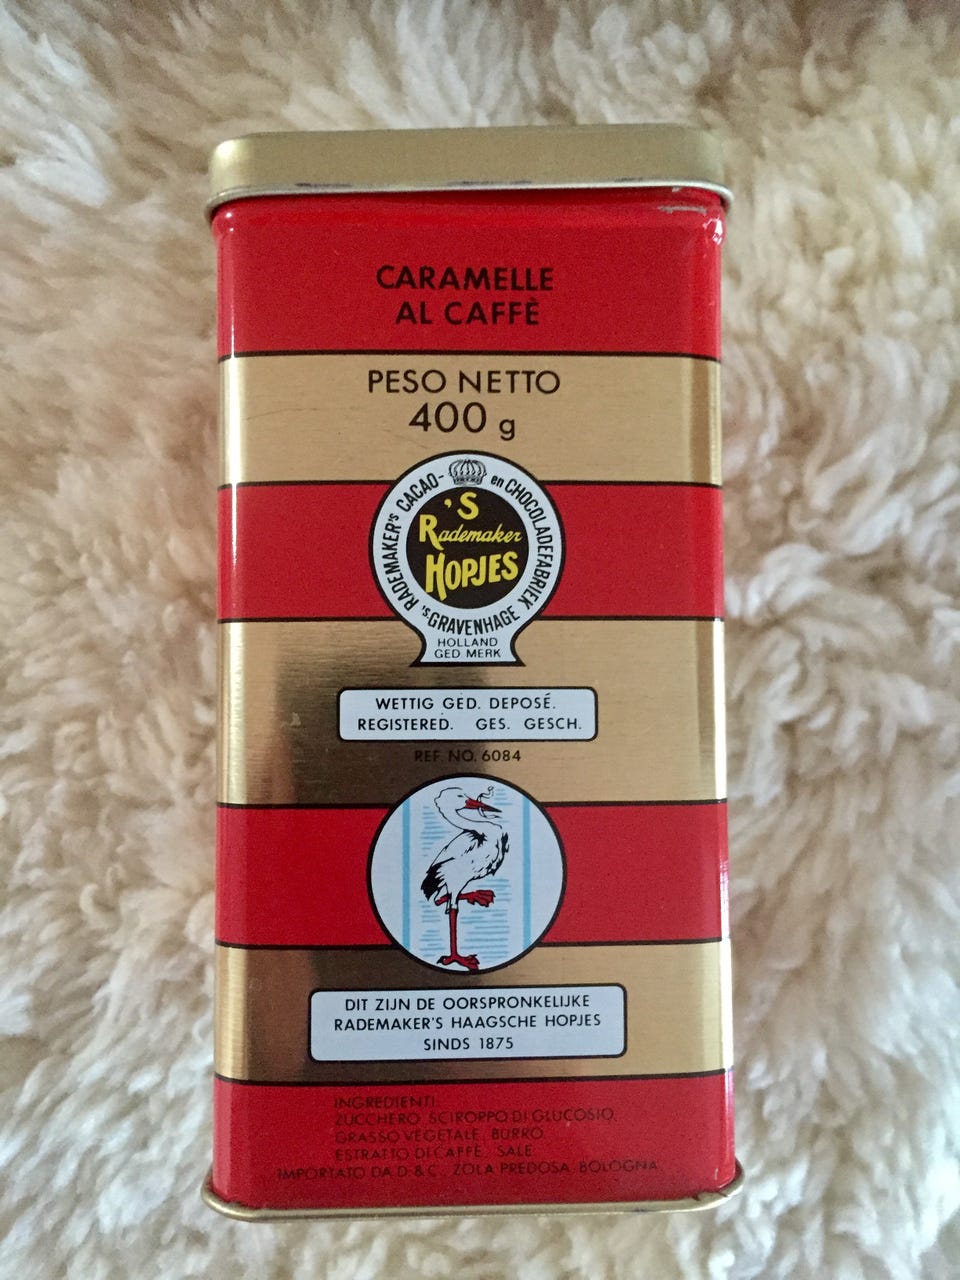 CARAMELLE
AL CAFFÈ
PESO NETTO
400 g
RADEMAKER'S CACAO- en CHOCOLADEFABRIEK
'S
Rademaker
HOPJES
'sGRAVENHAGE
HOLLAND
GED MERK
WETTIG GED. DEPOSÉ.
REGISTERED. GES. GESCH.
REF. NO. 6084
DIT ZIJN DE OORSPRONKELIJKE
RADEMAKER'S HAAGSCHE HOPJES
SINDS 1875
INGREDIENTI
ZUCCHERO, SCIROPPO DI GLUCOSIO,
GRASSO VEGETALE, BURRO,
ESTRATTO DI CAFFÈ, SALE
IMPORTATO DA D & C. ZOLA PREDOSA, BOLOGNA